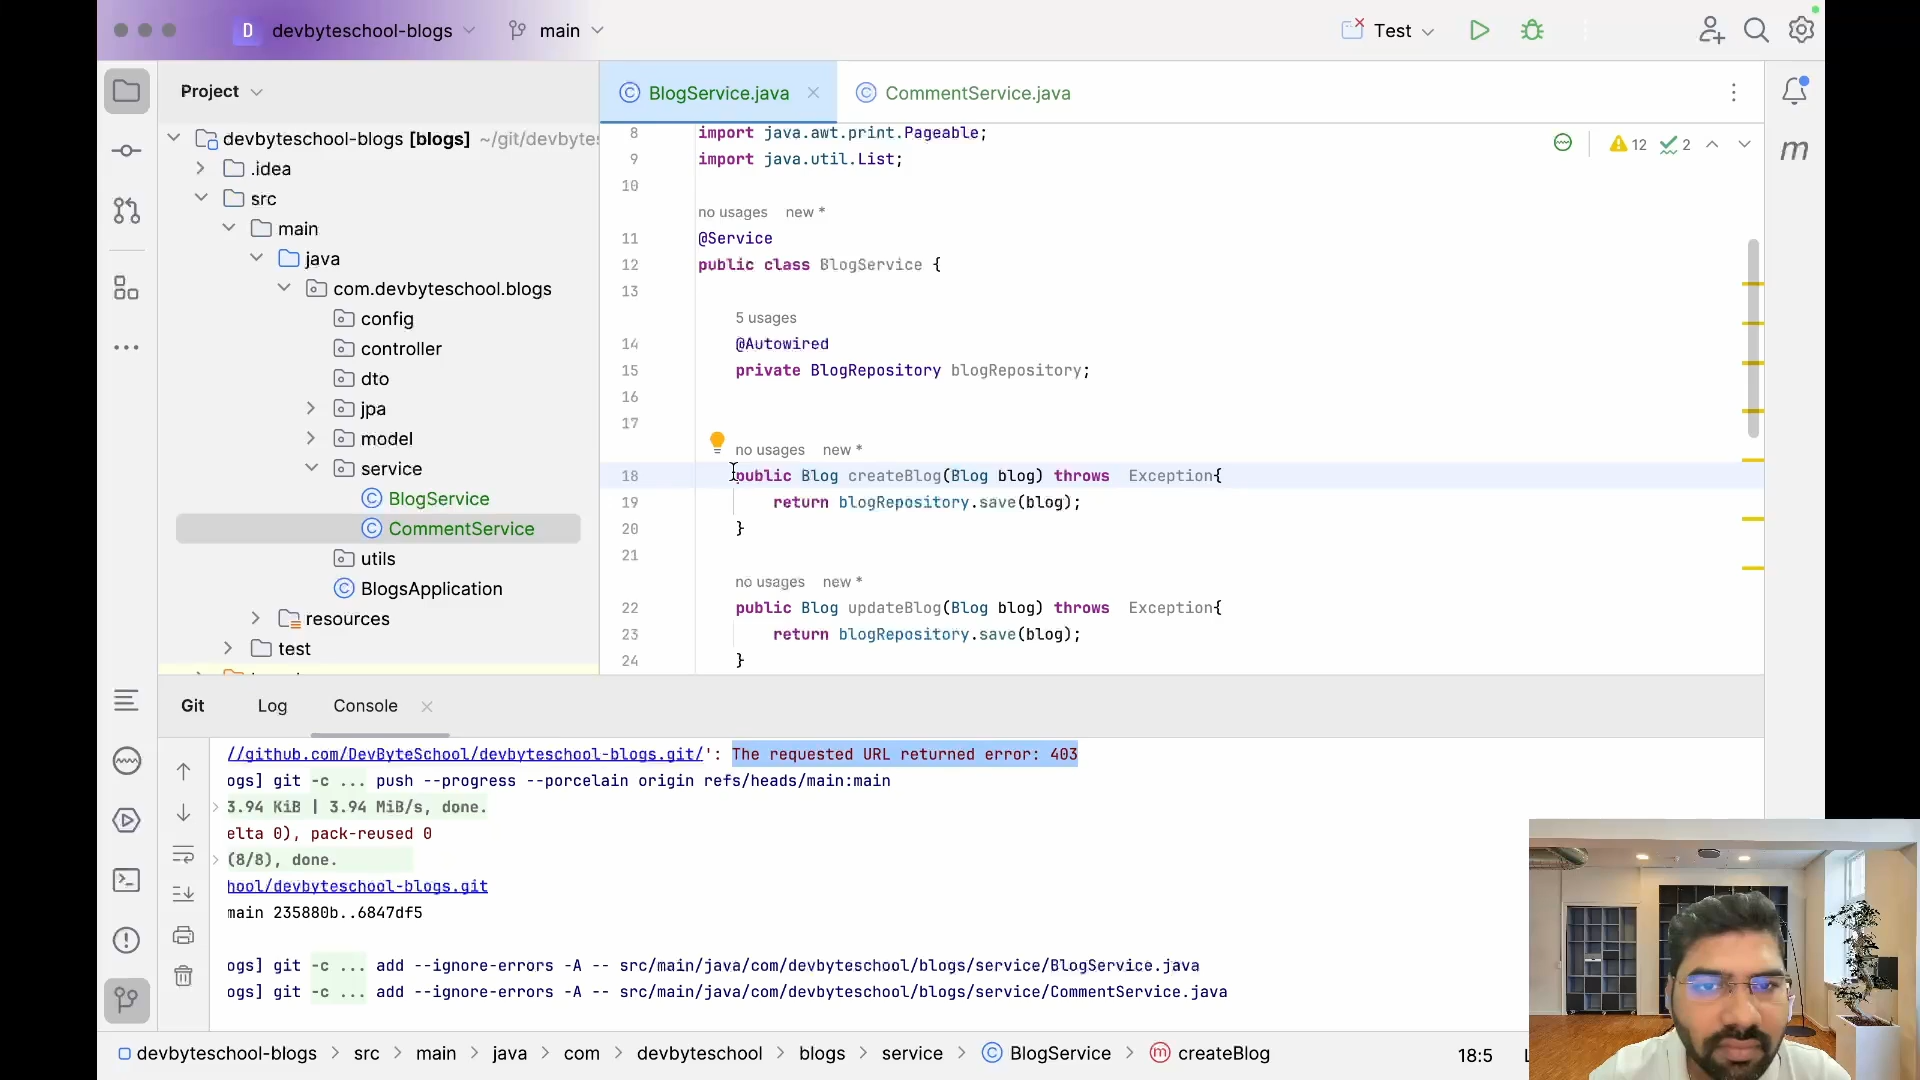 D devbyteschool-blogs main Test
Project
devbyteschool-blogs [blogs] ~/git/devbytes
.idea
src
main
java
com.devbyteschool.blogs
config
controller
dto
jpa
model
service
BlogService
CommentService
utils
BlogsApplication
resources
test
BlogService.java CommentService.java
8 import java.awt.print.Pageable;
9 import java.util.List;
10
no usages new *
11 @Service
12 public class BlogService {
13
5 usages
14 @Autowired
15 private BlogRepository blogRepository;
16
17
no usages new *
18 public Blog createBlog(Blog blog) throws Exception{
19 return blogRepository.save(blog);
20 }
21
no usages new *
22 public Blog updateBlog(Blog blog) throws Exception{
23 return blogRepository.save(blog);
24 }
12 2
m
Git Log Console
//github.com/DevByteSchool/devbyteschool-blogs.git/': The requested URL returned error: 403
ogs] git -c ... push --progress --porcelain origin refs/heads/main:main
3.94 KiB | 3.94 MiB/s, done.
elta 0), pack-reused 0
(8/8), done.
hool/devbyteschool-blogs.git
main 235880b..6847df5
ogs] git -c ... add --ignore-errors -A -- src/main/java/com/devbyteschool/blogs/service/BlogService.java
ogs] git -c ... add --ignore-errors -A -- src/main/java/com/devbyteschool/blogs/service/CommentService.java
devbyteschool-blogs > src > main > java > com > devbyteschool > blogs > service > BlogService > createBlog 18:5